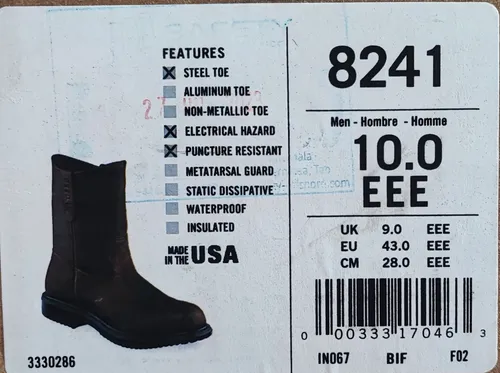 FEATURES
STEEL TOE
ALUMINUM TOE
NON-METALLIC TOE
ELECTRICAL HAZARD
PUNCTURE RESISTANT
METATARSAL GUARD
STATIC DISSIPATIVE
WATERPROOF
INSULATED
MADE IN THE USA
3330286
8241
Men - Hombre - Homme
10.0
EEE
UK 9.0 EEE
EU 43.0 EEE
CM 28.0 EEE
0 00333 17046 3
IN067 BIF F02